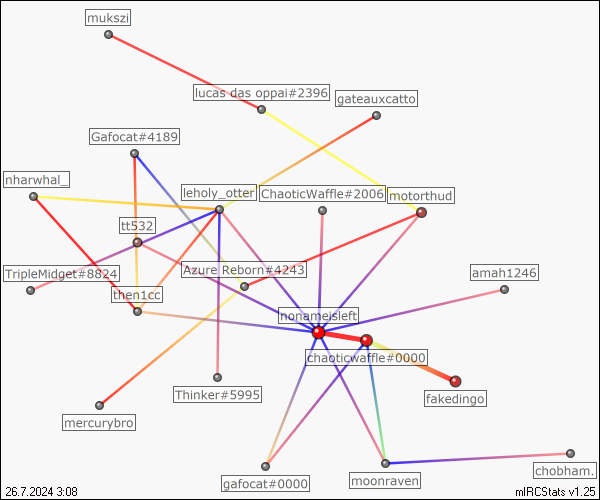 mukszi
lucas das oppai#2396
gateauxcatto
Gafocat#4189
nharwhal_
leholy_otter
ChaoticWaffle#2006
motorthud
tt532
TripleMidget#8824
Azure Reborn#4243
amah1246
then1cc
nonameisleft
chaoticwaffle#0000
Thinker#5995
fakedingo
mercurybro
gafocat#0000
moonraven
chobham.
26.7.2024 3:08
mIRCStats v1.25